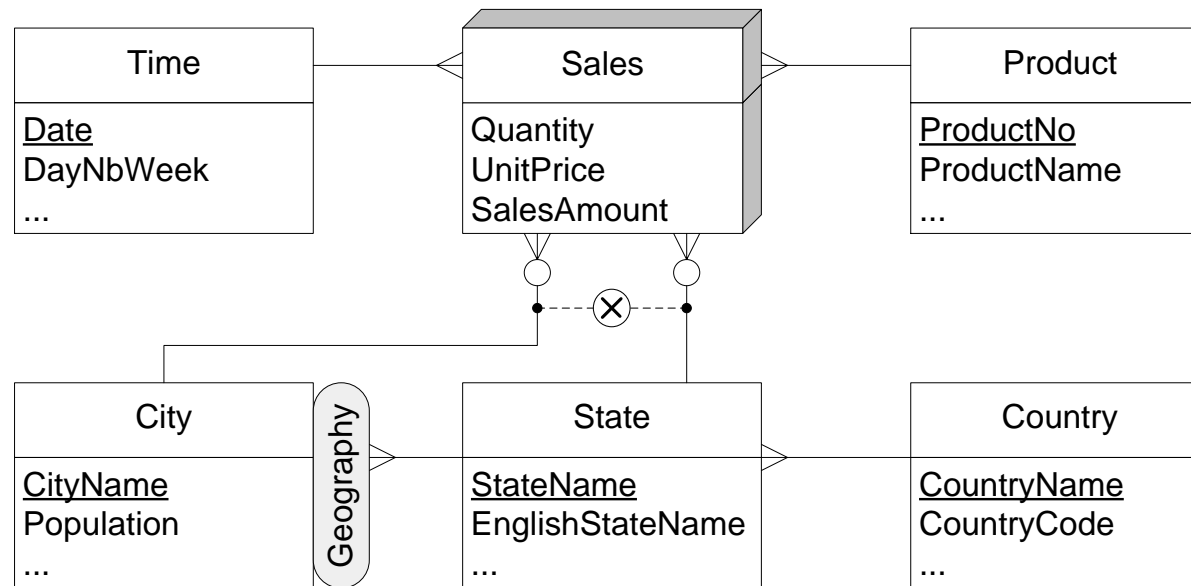 Time
Date
DayNbWeek
...
Sales
Quantity
UnitPrice
SalesAmount
Product
ProductNo
ProductName
...
City
CityName
Population
...
Geography
State
StateName
EnglishStateName
...
Country
CountryName
CountryCode
...